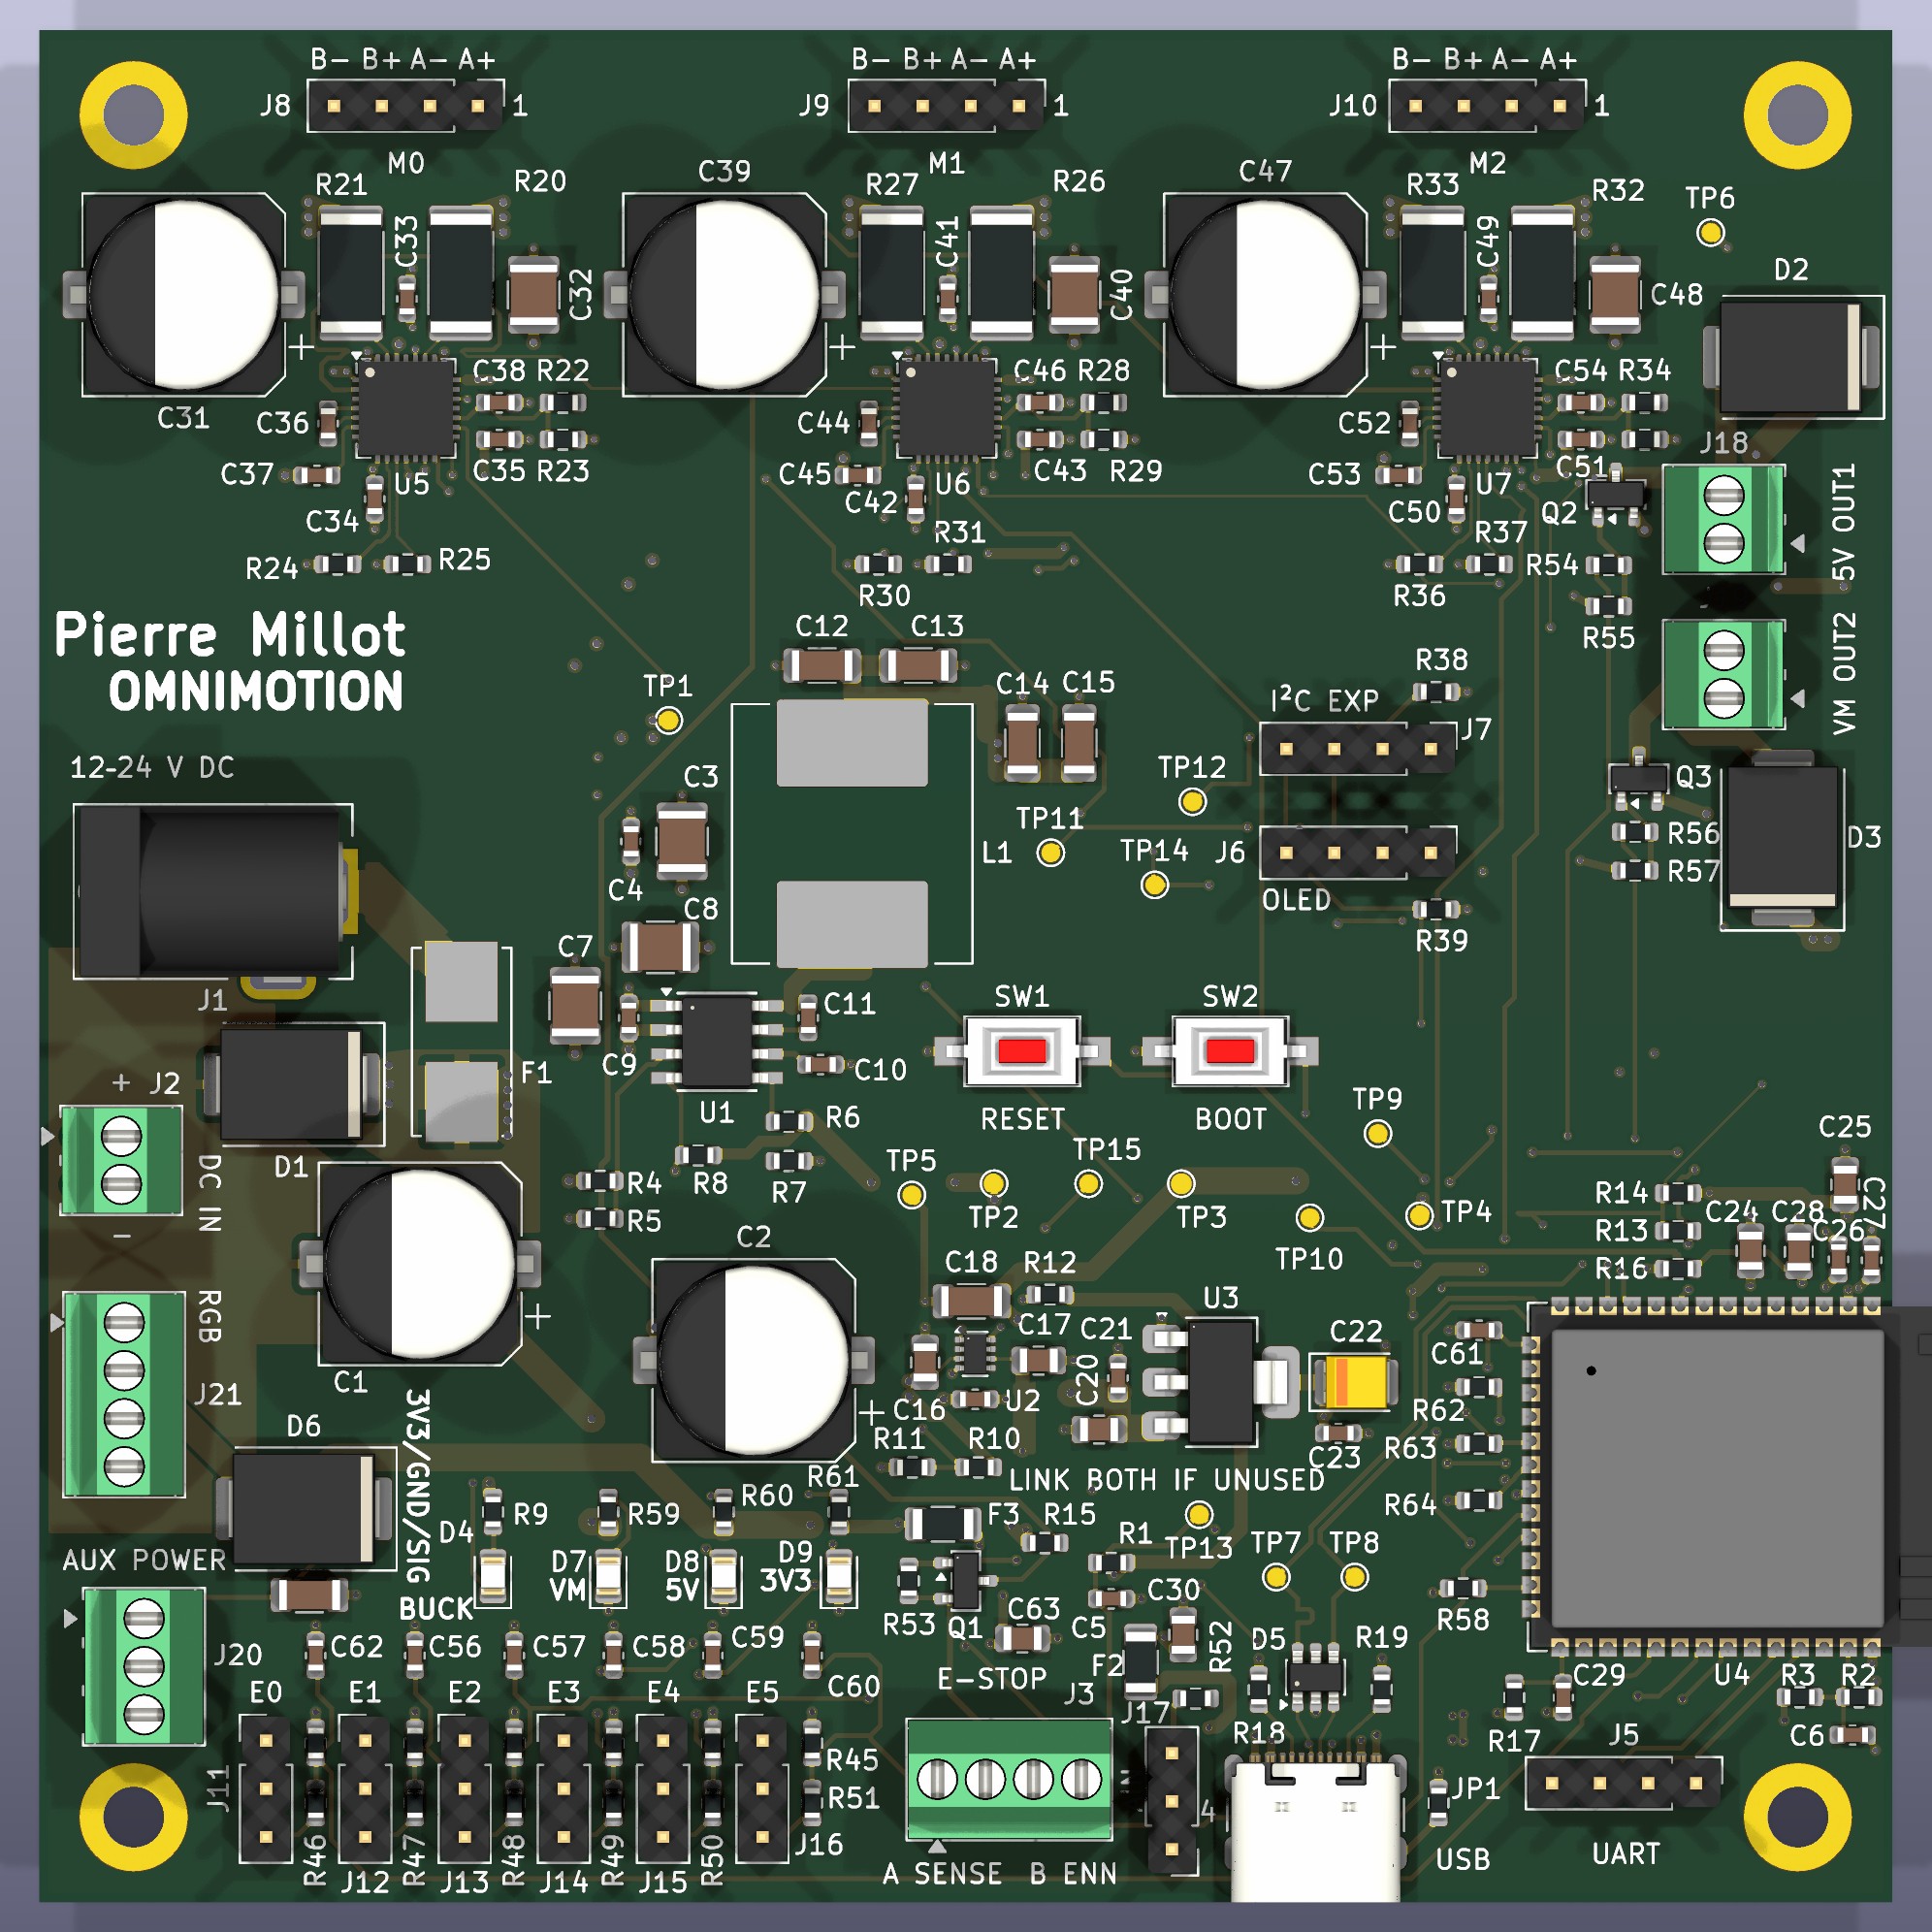 B- B+ A- A+
B- B+ A- A+
B- B+ A- A+
J8
1
J9
1
J10
1
M0
M1
M2
R21
R20
C39
R27
R26
C47
R33
R32
TP6
C33
C32
C41
C40
C49
C48
D2
C31
C36
C38
R22
C35
R23
C37
C34
U5
R24
R25
C44
C46
R28
C45
C43
R29
C42
U6
R31
R30
C52
C54
R34
C53
C51
C50
U7
R37
R36
Q2
R54
R55
J18
5V OUT1
VM OUT2
Pierre Millot
OMNIMOTION
C12
C13
TP1
C14
C15
I²C EXP
R38
J7
12-24 V DC
C3
TP12
TP11
TP14
J6
OLED
R39
L1
Q3
R56
R57
D3
C4
C8
C7
J1
C9
C11
C10
U1
SW1
SW2
RESET
BOOT
F1
+ J2
D1
DC IN
-
R6
R8
R7
R4
R5
TP5
TP2
TP15
TP3
TP9
TP10
TP4
C25
R14
R13
R16
C24
C28
C26
C27
RGB
J21
C1
C2
C18
R12
U3
C17
C21
C20
C22
C16
U2
C23
R11
R10
LINK BOTH IF UNUSED
C61
R62
R63
R64
D6
3V3/GND/SIG
D4
R9
R59
R60
R61
D7
VM
D8
5V
D9
3V3
F3
R15
R1
TP13
TP7
TP8
R53
Q1
C63
C5
C30
R52
D5
R19
R58
AUX POWER
BUCK
J20
C62
C56
C57
C58
C59
C60
E-STOP
F2
J3
J17
R18
C29
U4
R3
R2
R17
J5
C6
E0
E1
E2
E3
E4
E5
J11
R46
J12
R47
J13
R48
J14
R49
J15
R50
J16
R45
R51
A SENSE B ENN
4
JP1
USB
UART